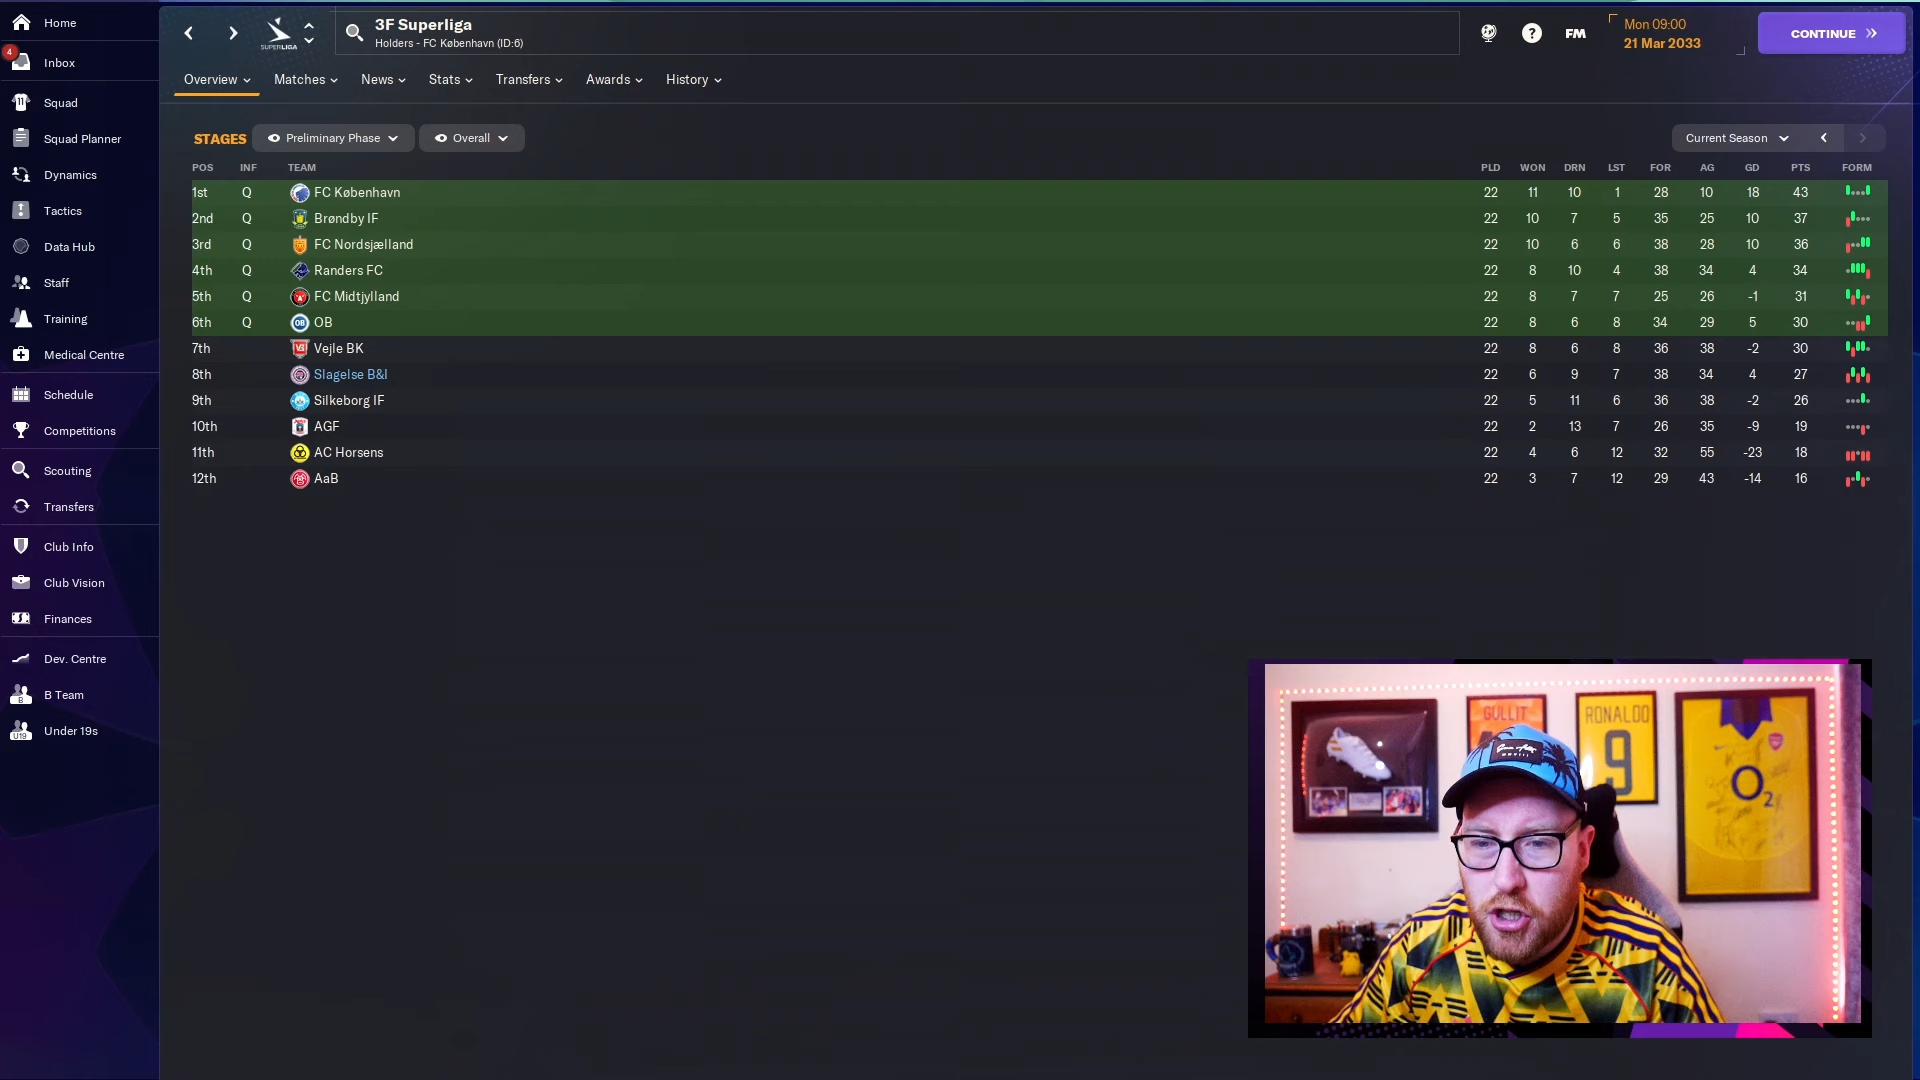 Home
4
Inbox
11
Squad
Squad Planner
Dynamics
Tactics
Data Hub
Staff
Training
Medical Centre
Schedule
Competitions
Scouting
Transfers
Club Info
Club Vision
Finances
Dev. Centre
B
B Team
U19
Under 19s
SUPERLIGA
3F Superliga
Holders - FC København (ID:6)
?
FM
Mon 09:00
21 Mar 2033
CONTINUE
Overview Matches News Stats Transfers Awards History
STAGES Preliminary Phase Overall Current Season
POS INF TEAM PLD WON DRN LST FOR AG GD PTS FORM
1st Q FC København 22 11 10 1 28 10 18 43
2nd Q Brøndby IF 22 10 7 5 35 25 10 37
3rd Q FC Nordsjælland 22 10 6 6 38 28 10 36
4th Q Randers FC 22 8 10 4 38 34 4 34
5th Q FC Midtjylland 22 8 7 7 25 26 -1 31
6th Q OB OB 22 8 6 8 34 29 5 30
7th Vejle BK 22 8 6 8 36 38 -2 30
8th Slagelse B&I 22 6 9 7 38 34 4 27
9th Silkeborg IF 22 5 11 6 36 38 -2 26
10th AGF 22 2 13 7 26 35 -9 19
11th AC Horsens 22 4 6 12 32 55 -23 18
12th AaB 22 3 7 12 29 43 -14 16
GULLIT
RONALDO
9
O2